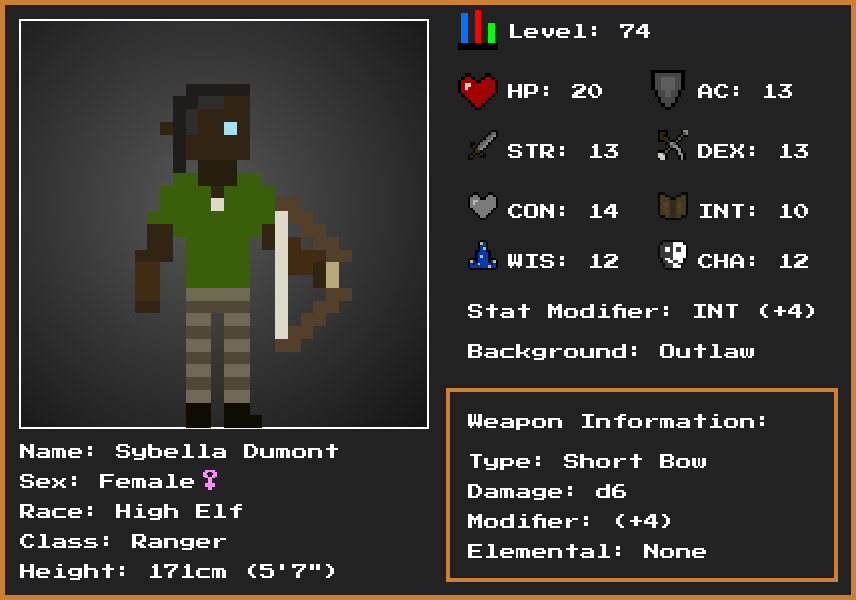 Level: 74
HP: 20
AC: 13
STR: 13
DEX: 13
CON: 14
INT: 10
WIS: 12
CHA: 12
Stat Modifier: INT (+4)
Background: Outlaw
Weapon Information:
Type: Short Bow
Damage: d6
Modifier: (+4)
Elemental: None
Name: Sybella Dumont
Sex: Female♀
Race: High Elf
Class: Ranger
Height: 171cm (5'7")